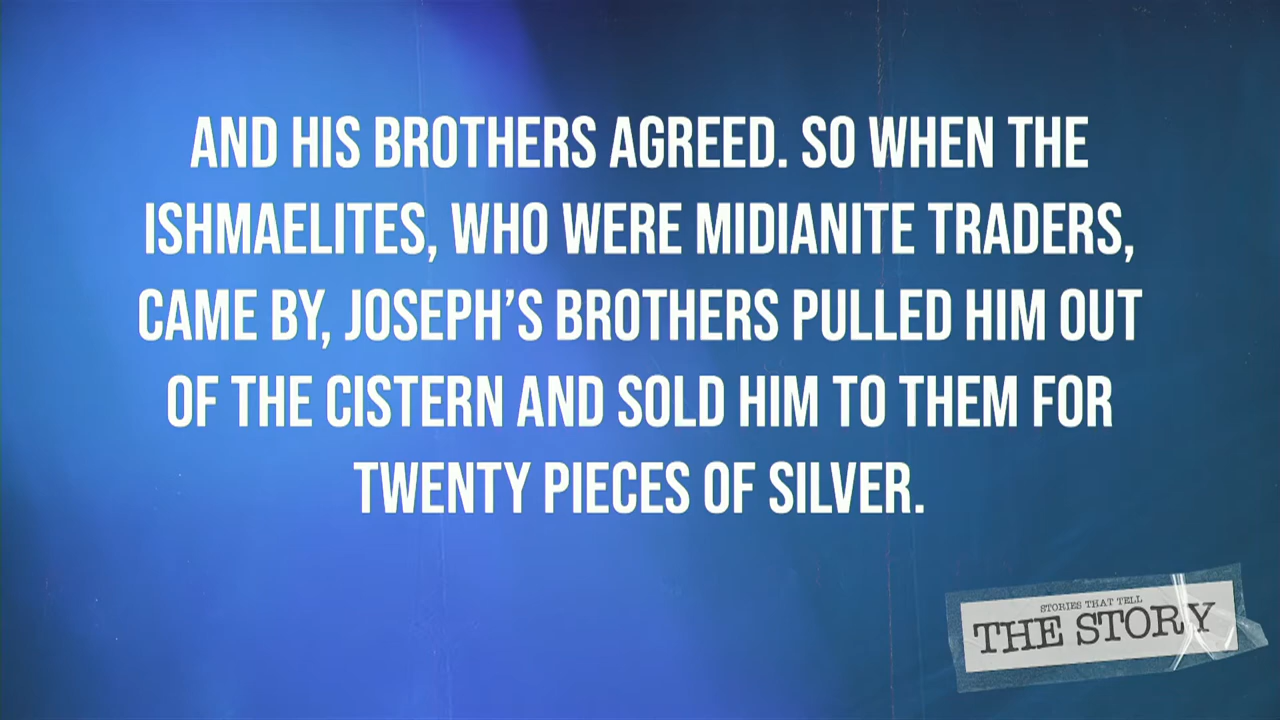 AND HIS BROTHERS AGREED. SO WHEN THE
ISHMAELITES, WHO WERE MIDIANITE TRADERS,
CAME BY, JOSEPH’S BROTHERS PULLED HIM OUT
OF THE CISTERN AND SOLD HIM TO THEM FOR
TWENTY PIECES OF SILVER.
STORIES THAT TELL
THE STORY